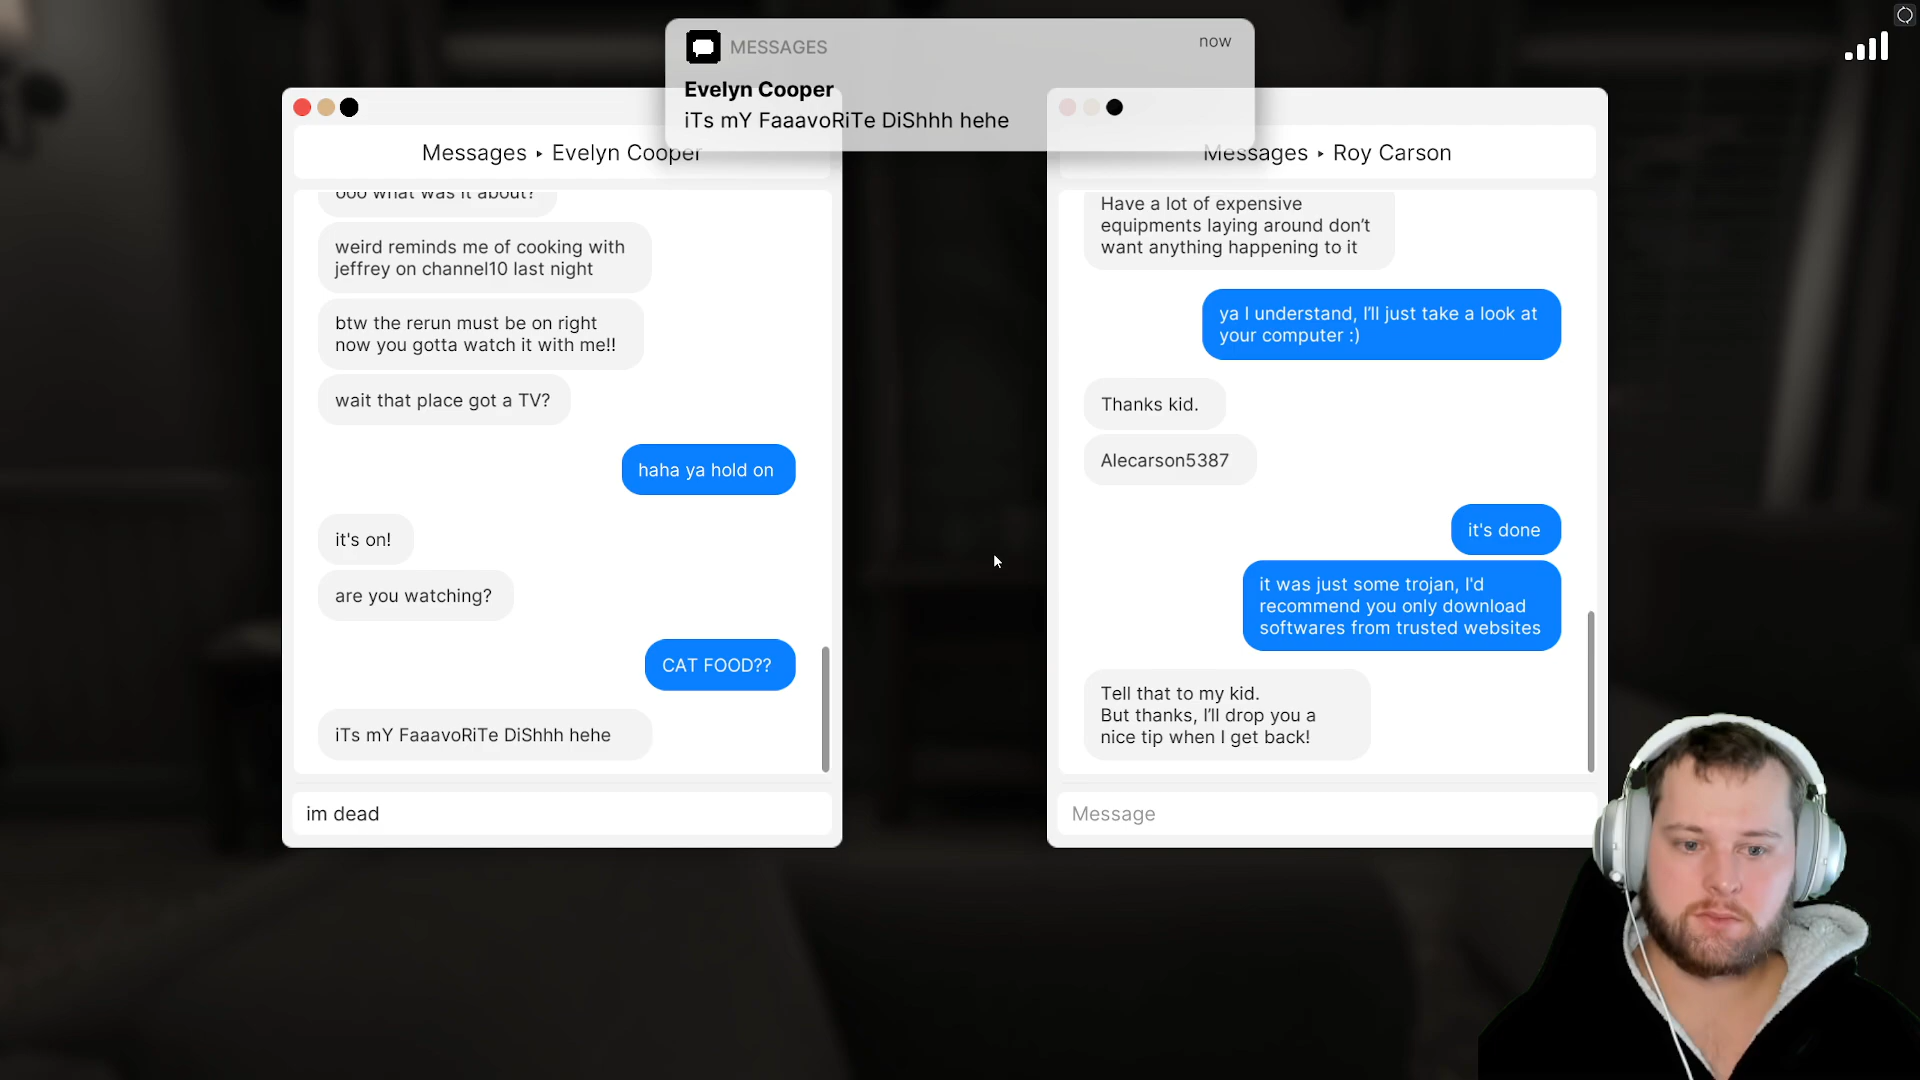 MESSAGES
now
Evelyn Cooper
iTs mY FaaavoRiTe DiShhh hehe
Messages ▸ Evelyn Cooper
ooo what was it about?
weird reminds me of cooking with
jeffrey on channel10 last night
btw the rerun must be on right
now you gotta watch it with me!!
wait that place got a TV?
haha ya hold on
it's on!
are you watching?
CAT FOOD??
iTs mY FaaavoRiTe DiShhh hehe
im dead
Messages ▸ Roy Carson
Have a lot of expensive
equipments laying around don't
want anything happening to it
ya I understand, I'll just take a look at
your computer :)
Thanks kid.
Alecarson5387
it's done
it was just some trojan, I'd
recommend you only download
softwares from trusted websites
Tell that to my kid.
But thanks, I'll drop you a
nice tip when I get back!
Message